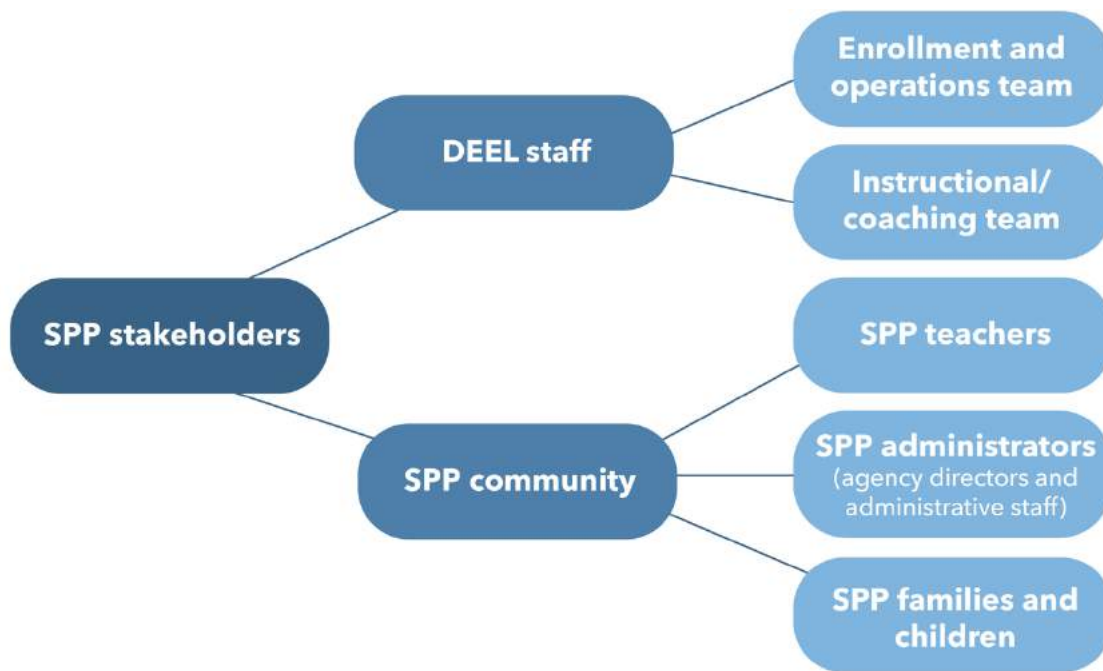 Enrollment and
operations team
DEEL staff
Instructional/
coaching team
SPP stakeholders
SPP teachers
SPP administrators
(agency directors and
administrative staff)
SPP community
SPP families and
children